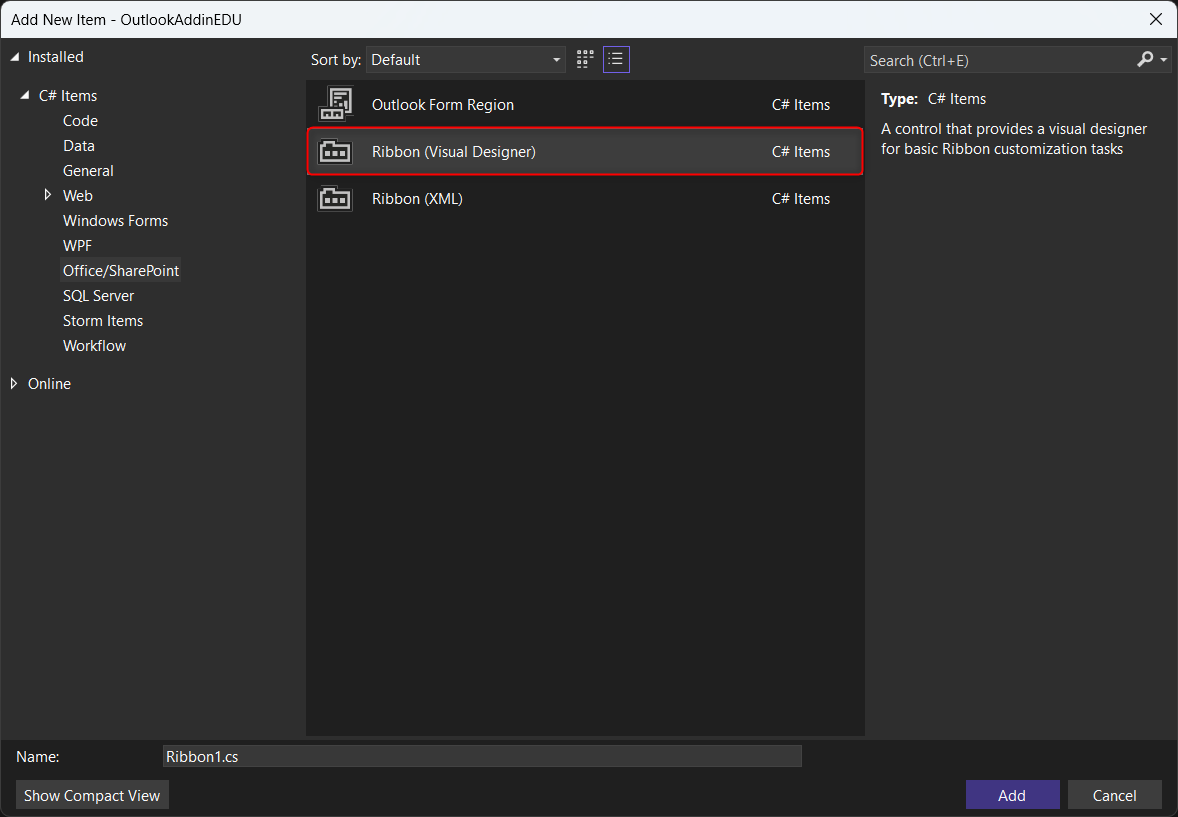 Add New Item - OutlookAddinEDU
Installed
C# Items
Code
Data
General
Web
Windows Forms
WPF
Office/SharePoint
SQL Server
Storm Items
Workflow
Online
Sort by: Default
Outlook Form Region C# Items
Ribbon (Visual Designer) C# Items
Ribbon (XML) C# Items
Search (Ctrl+E)
Type: C# Items
A control that provides a visual designer
for basic Ribbon customization tasks
Name: Ribbon1.cs
Show Compact View
Add Cancel